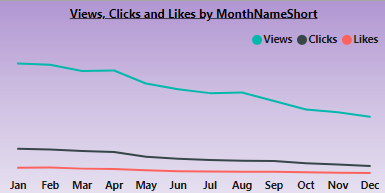 Views, Clicks and Likes by MonthNameShort
Views Clicks Likes
Jan Feb Mar Apr May Jun Jul Aug Sep Oct Nov Dec